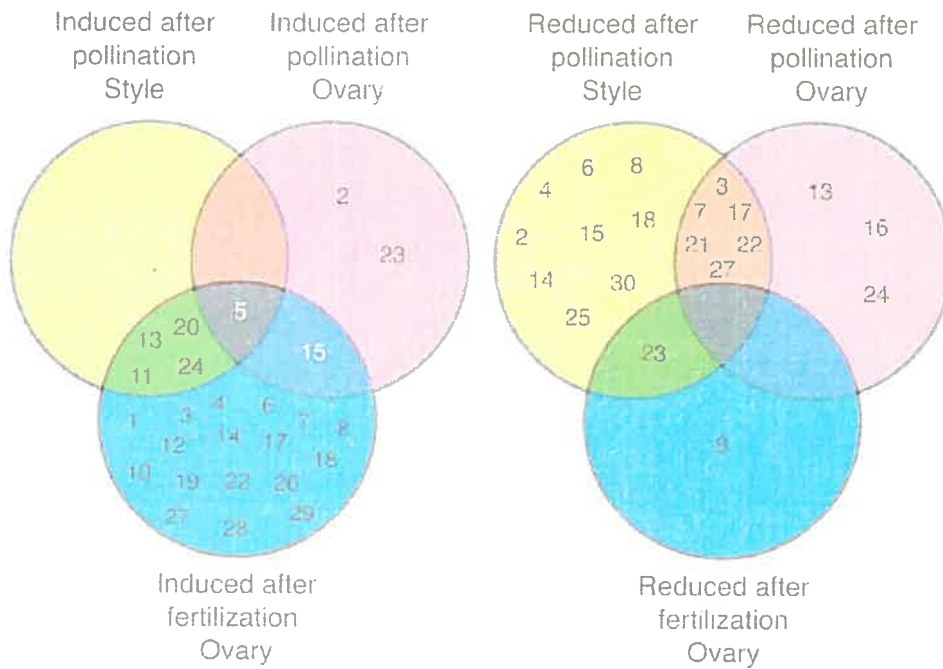 Induced after
pollination
Style
Induced after
pollination
Ovary
2
23
5
20
13
15
24
11
1 3 4 6 7 8
12 14 17
18
10 19 22
27 28 29
Induced after
fertilization
Ovary
Reduced after
pollination
Style
Reduced after
pollination
Ovary
6 8
4
18
2 15
14 30
25
3
7 17
21 22
27
13
16
24
23
9
Reduced after
fertilization
Ovary